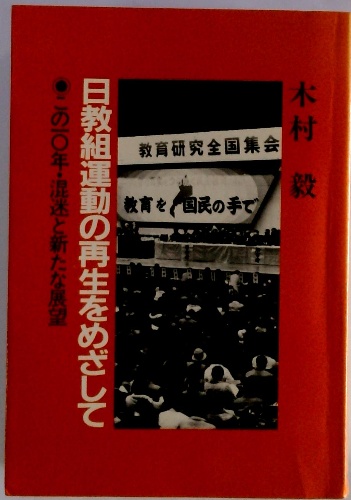 木村 毅
教育研究全国集会
教育を 国民の手で
日教組運動の再生をめざして
●この一〇年・混迷と新たな展望